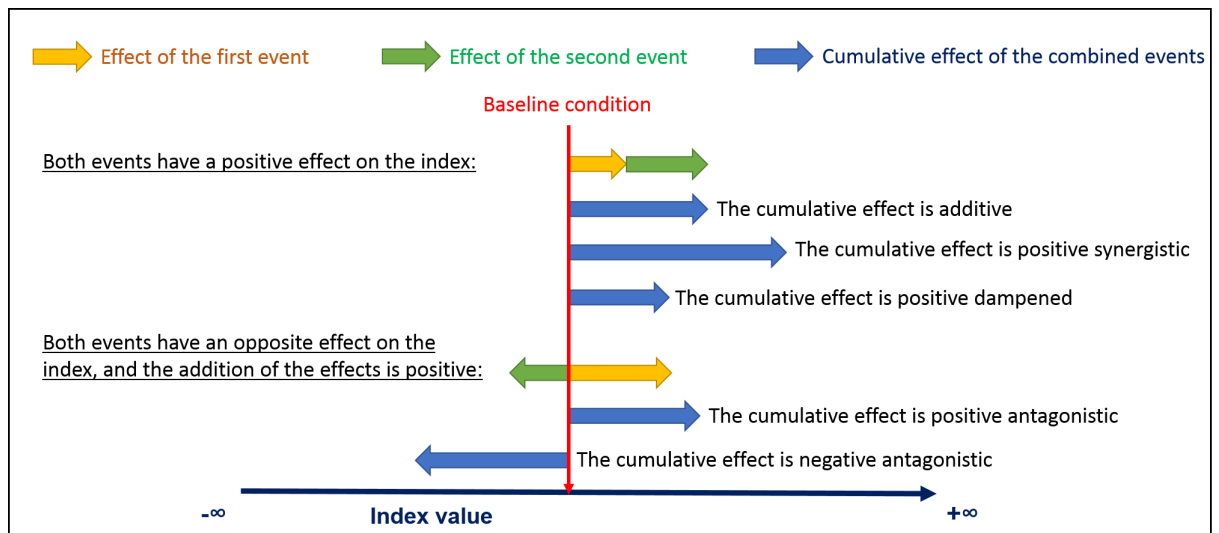 Effect of the first event
Effect of the second event
Cumulative effect of the combined events
Baseline condition
Both events have a positive effect on the index:
The cumulative effect is additive
The cumulative effect is positive synergistic
The cumulative effect is positive dampened
Both events have an opposite effect on the
index, and the addition of the effects is positive:
The cumulative effect is positive antagonistic
The cumulative effect is negative antagonistic
-∞
Index value
+∞